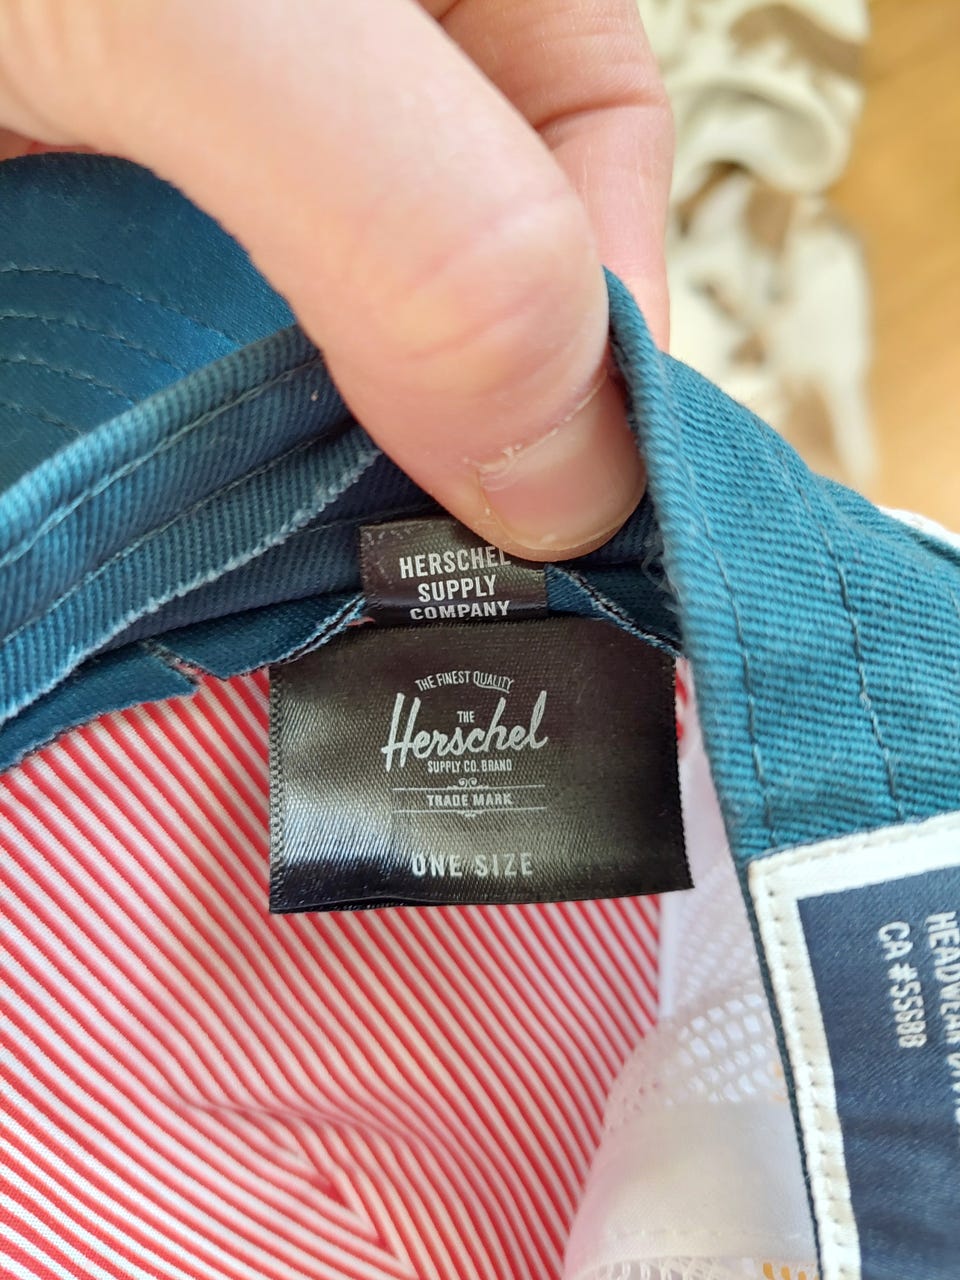 HERSCHEL
SUPPLY
COMPANY
THE FINEST QUALITY
THE
Herschel
SUPPLY CO. BRAND
TRADE MARK
ONE SIZE
HEADWEAR
CA #55688